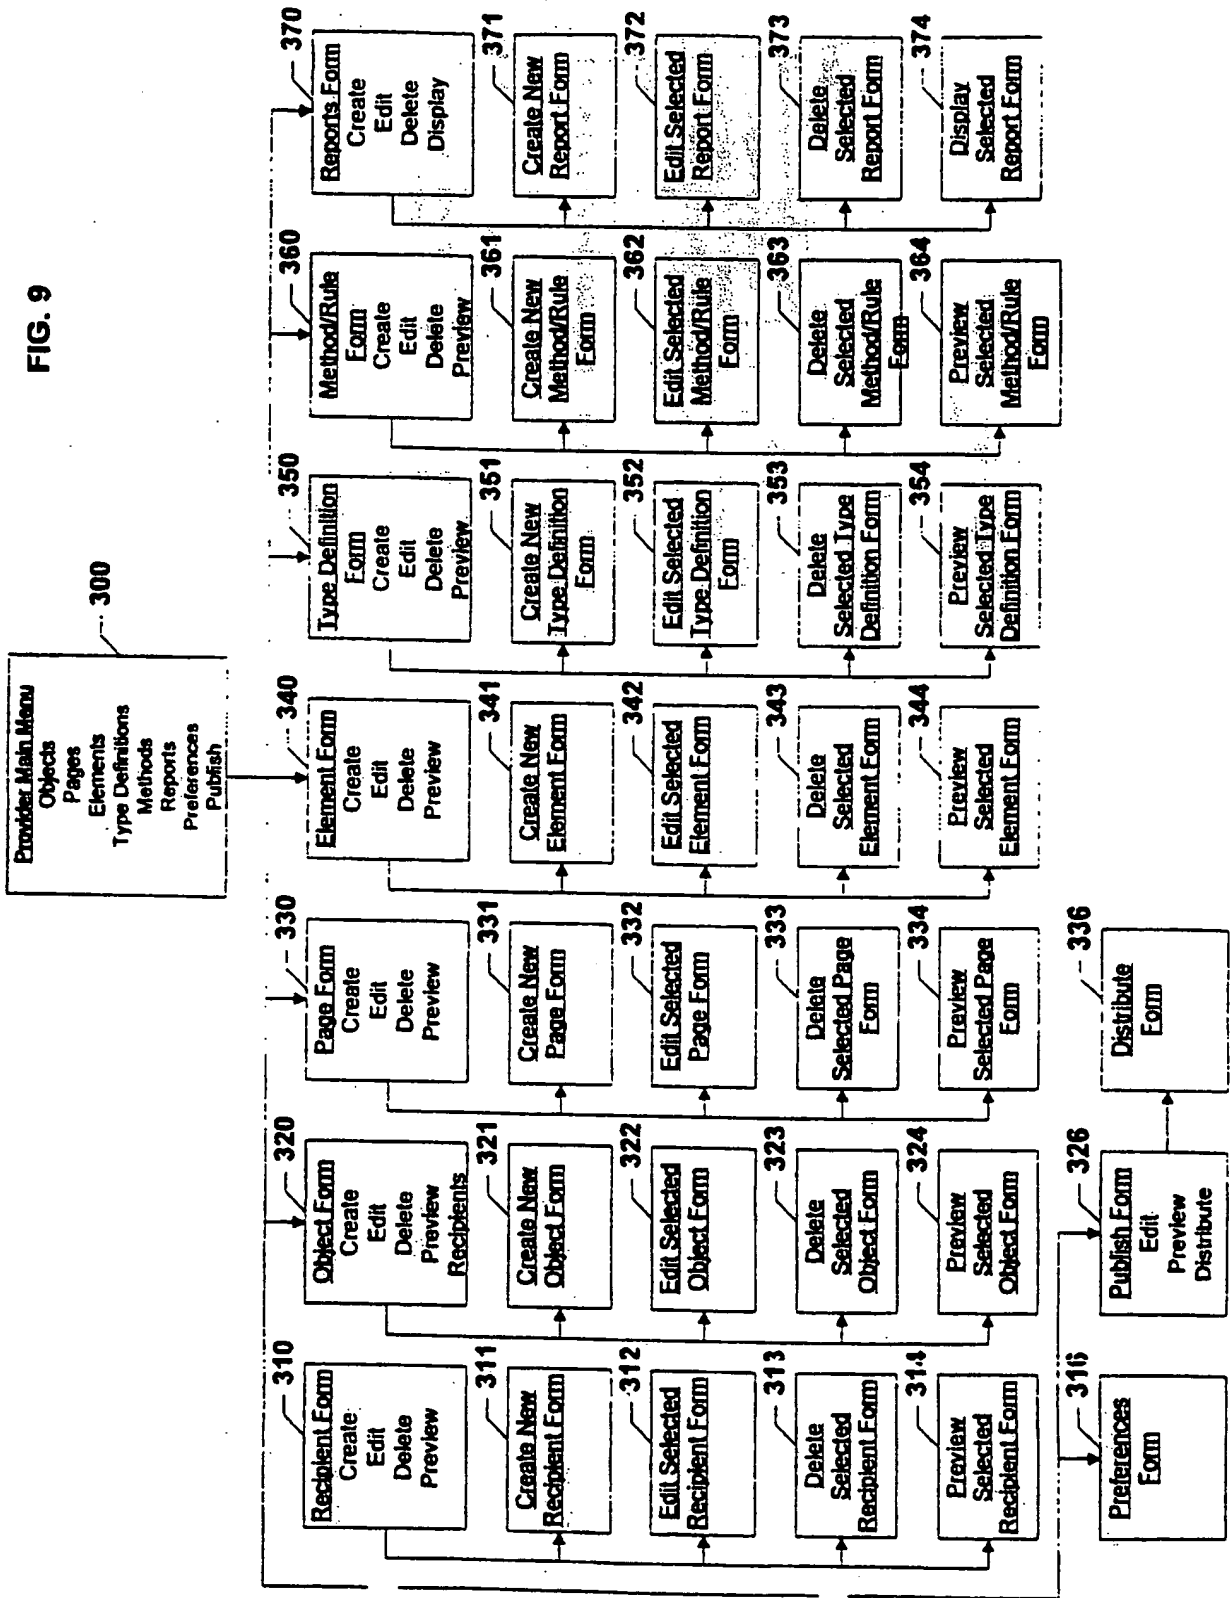 FIG. 9
Provider Main Menu
Objects
Pages
Elements
Type Definitions
Methods
Reports
Preferences
Publish
300
310
Recipient Form
Create
Edit
Delete
Preview
320
Object Form
Create
Edit
Delete
Preview
Recipients
330
Page Form
Create
Edit
Delete
Preview
340
Element Form
Create
Edit
Delete
Preview
350
Type Definition
Form
Create
Edit
Delete
Preview
360
Method/Rule
Form
Create
Edit
Delete
Preview
370
Reports Form
Create
Edit
Delete
Display
311
Create New
Recipient Form
321
Create New
Object Form
331
Create New
Page Form
341
Create New
Element Form
351
Create New
Type Definition
Form
361
Create New
Method/Rule
Form
371
Create New
Report Form
312
Edit Selected
Recipient Form
322
Edit Selected
Object Form
332
Edit Selected
Page Form
342
Edit Selected
Element Form
352
Edit Selected
Type Definition
Form
362
Edit Selected
Method/Rule
Form
372
Edit Selected
Report Form
313
Delete
Selected
Recipient Form
323
Delete
Selected
Object Form
333
Delete
Selected Page
Form
343
Delete
Selected
Element Form
353
Delete
Selected Type
Definition Form
363
Delete
Selected
Method/Rule
Form
373
Delete
Selected
Report Form
314
Preview
Selected
Recipient Form
324
Preview
Selected
Object Form
334
Preview
Selected Page
Form
344
Preview
Selected
Element Form
354
Preview
Selected Type
Definition Form
364
Preview
Selected
Method/Rule
Form
374
Display
Selected
Report Form
316
Preferences
Form
326
Publish Form
Edit
Preview
Distribute
336
Distribute
Form